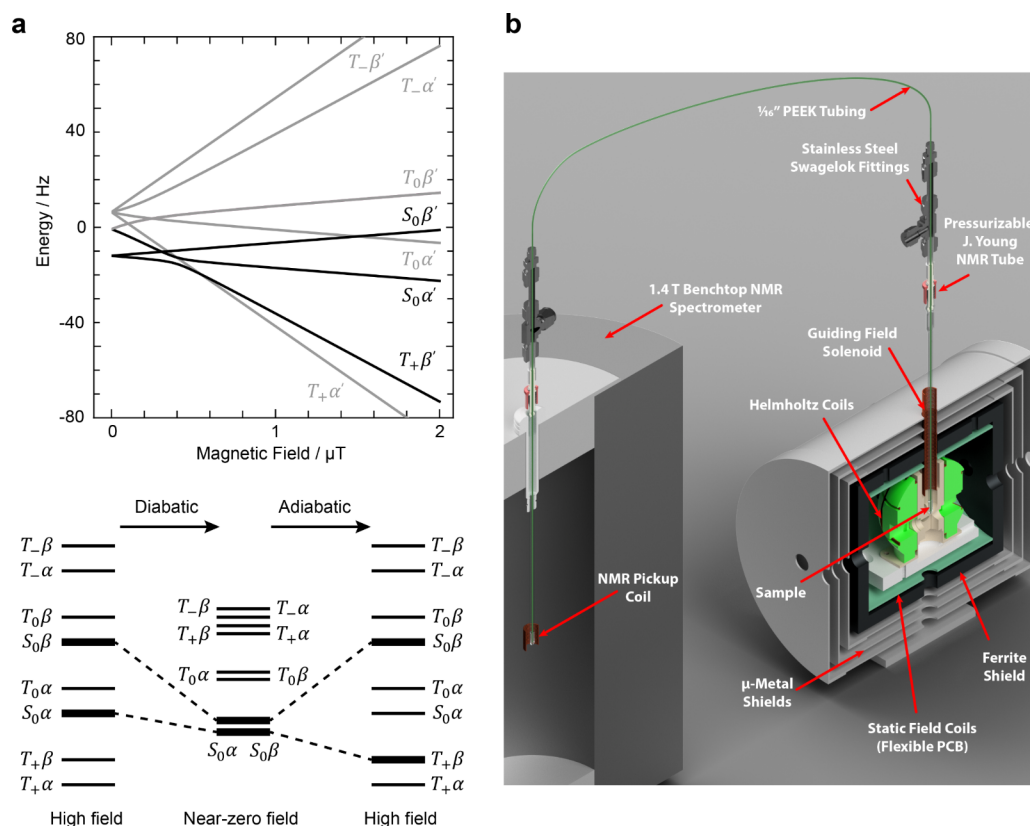 a
80
40
0
-40
-80
Energy / Hz
0
1
2
Magnetic Field / μT
T₋β′
T₋α′
T₀β′
S₀β′
T₀α′
S₀α′
T₊β′
T₊α′
Diabatic
Adiabatic
T₋β
T₋α
T₀β
S₀β
T₀α
S₀α
T₊β
T₊α
High field
T₋β
T₋α
T₊β
T₊α
T₀α
T₀β
S₀α
S₀β
Near-zero field
T₋β
T₋α
T₀β
S₀β
T₀α
S₀α
T₊β
T₊α
High field
b
¹⁄₁₆” PEEK Tubing
Stainless Steel
Swagelok Fittings
Pressurizable
J. Young
NMR Tube
1.4 T Benchtop NMR
Spectrometer
Guiding Field
Solenoid
Helmholtz Coils
NMR Pickup
Coil
Sample
μ-Metal
Shields
Ferrite
Shield
Static Field Coils
(Flexible PCB)